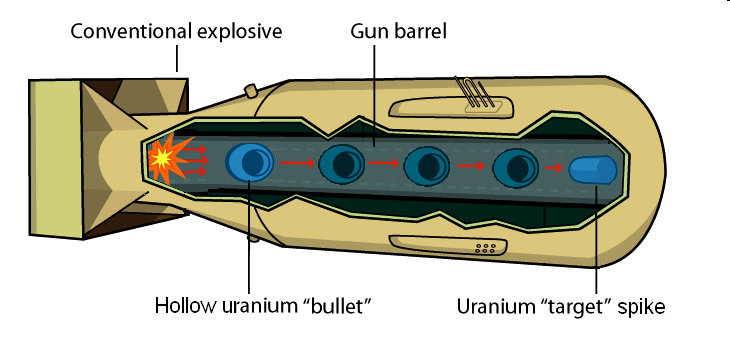 Conventional explosive
Gun barrel
Hollow uranium “bullet”
Uranium “target” spike